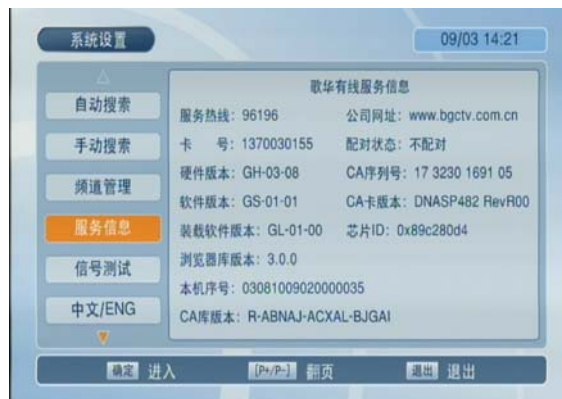 系统设置
09/03 14:21
自动搜索
手动搜索
频道管理
服务信息
信号测试
中文/ENG
歌华有线服务信息
服务热线：96196 公司网址：www.bgctv.com.cn
卡 号：1370030155 配对状态：不配对
硬件版本：GH-03-08 CA序列号：17 3230 1691 05
软件版本：GS-01-01 CA卡版本：DNASP482 RevR00
装载软件版本：GL-01-00 芯片ID：0x89c280d4
浏览器库版本：3.0.0
本机序号：03081009020000035
CA库版本：R-ABNAJ-ACXAL-BJGAI
确定 进入 [P+/P-] 翻页 退出 退出